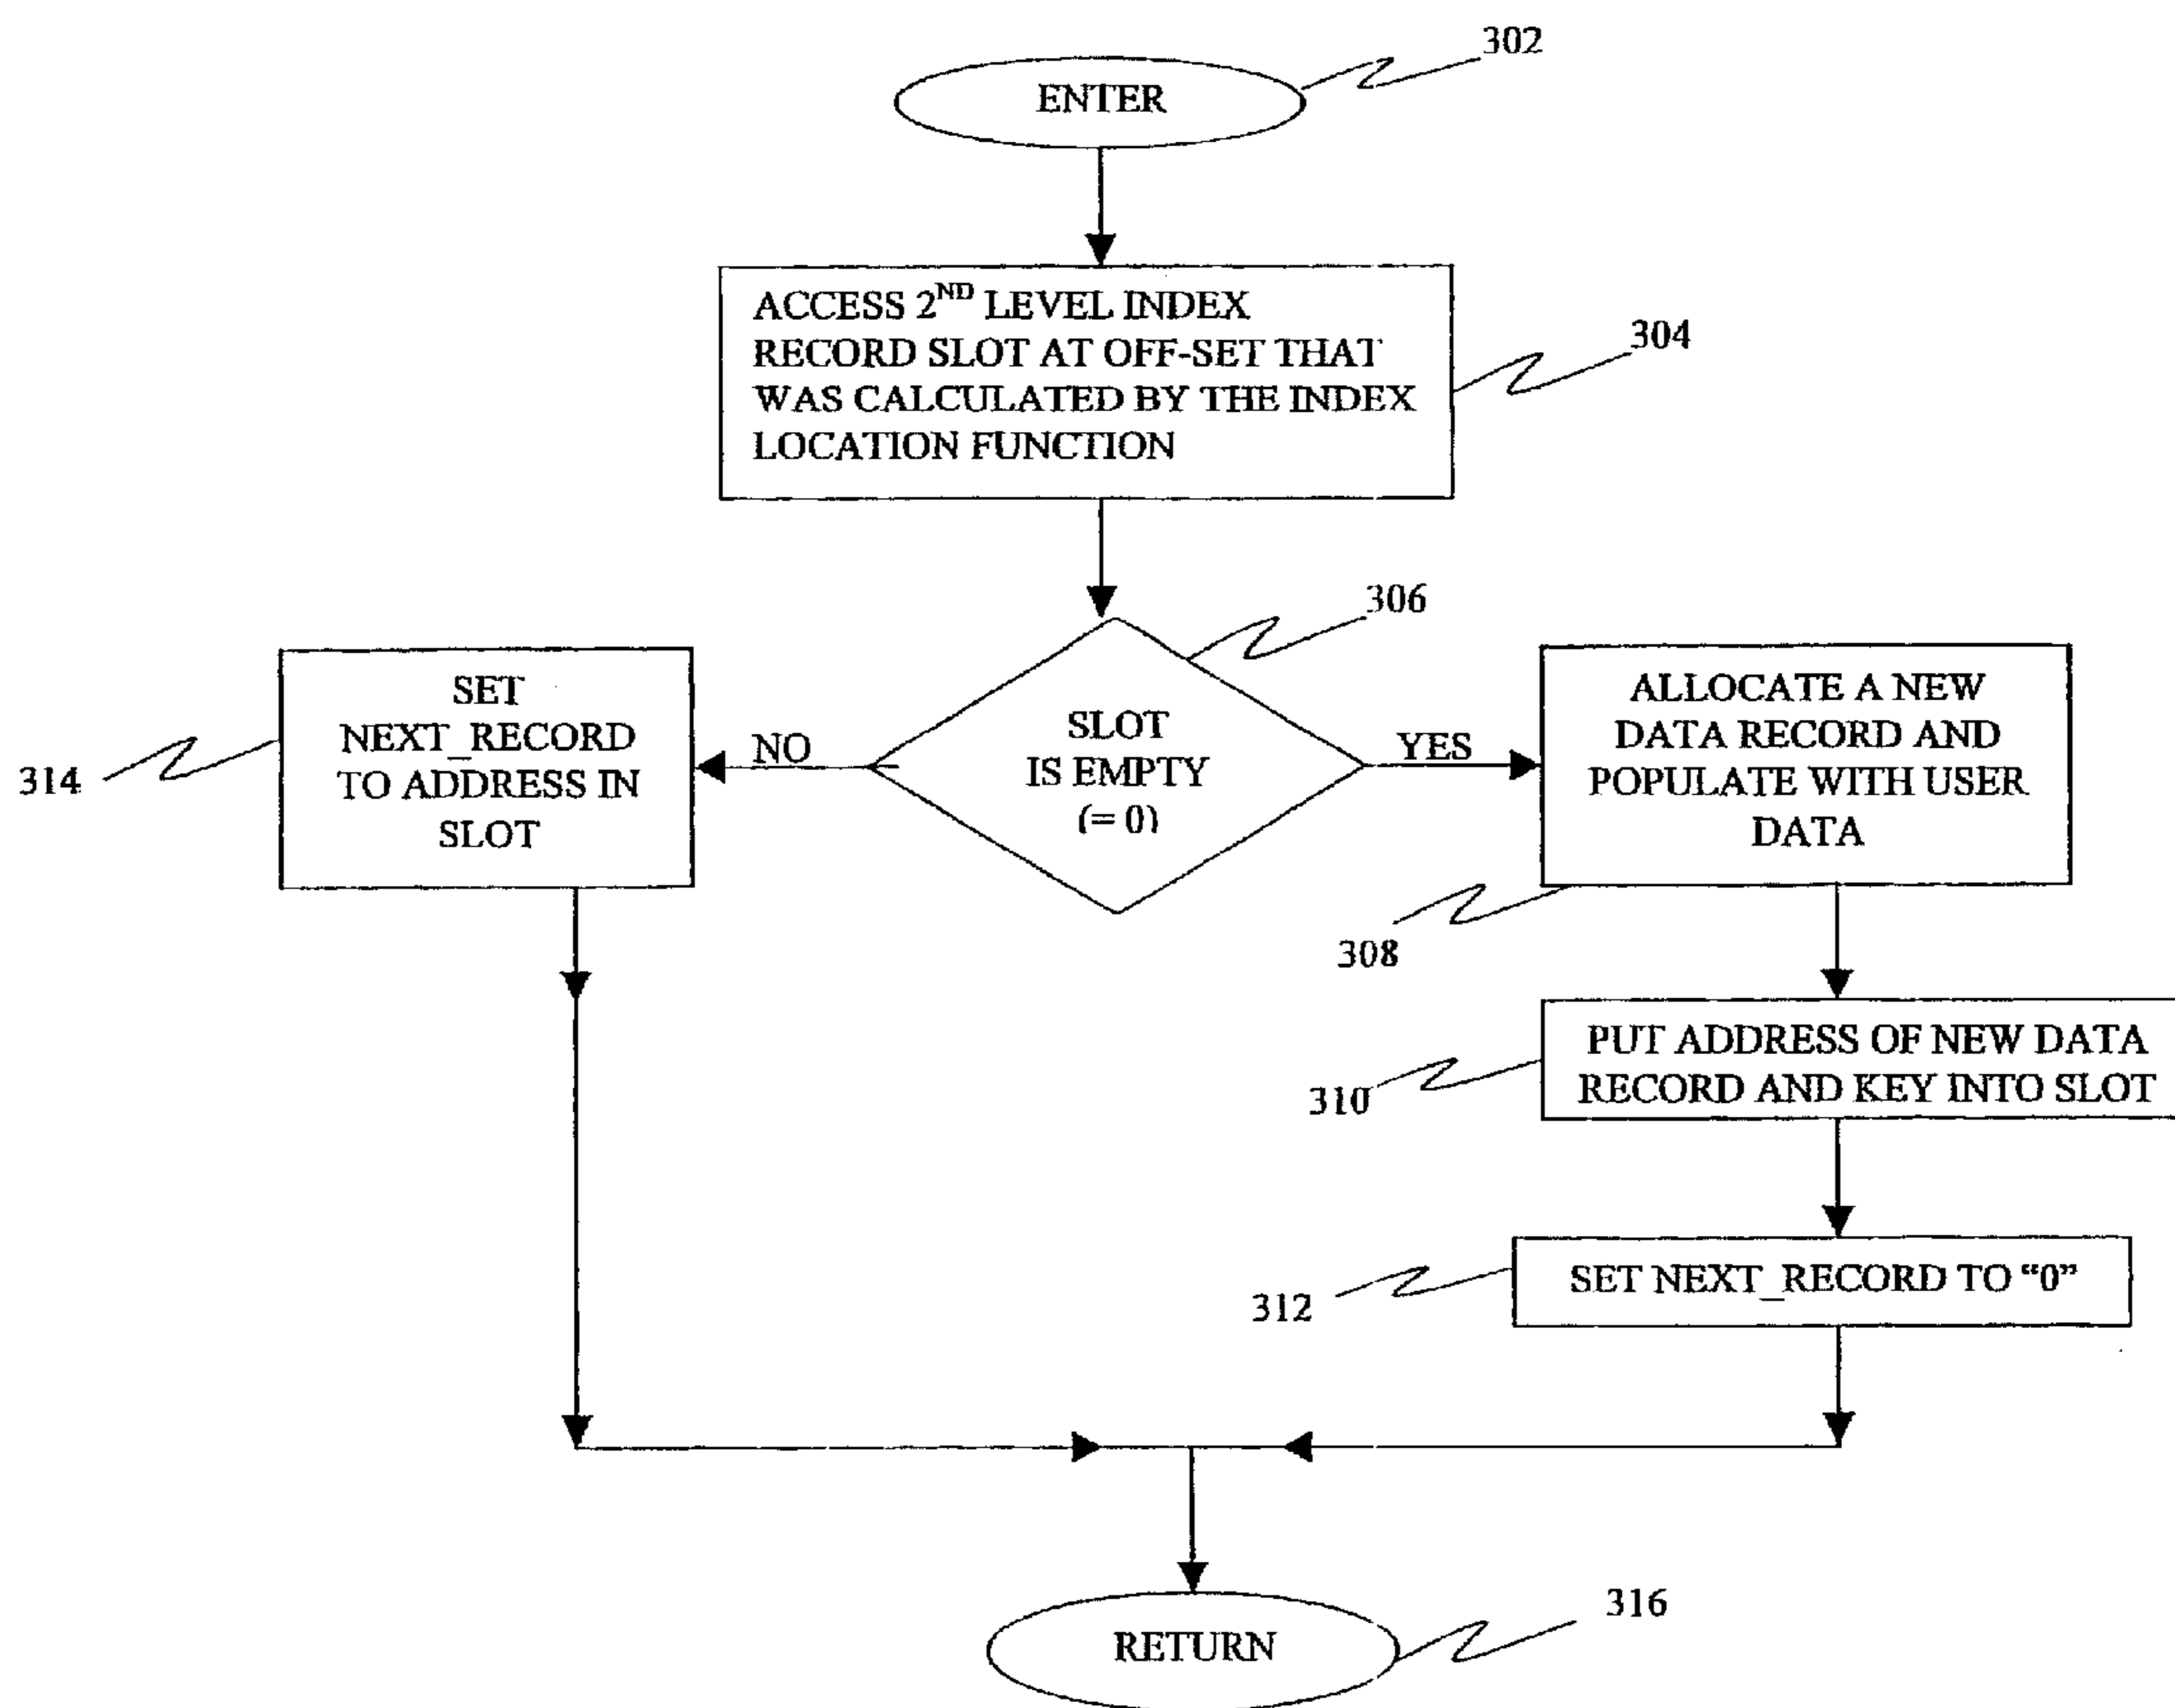 302
ENTER
ACCESS 2ND LEVEL INDEX
RECORD SLOT AT OFF-SET THAT
WAS CALCULATED BY THE INDEX
LOCATION FUNCTION
304
306
SLOT
IS EMPTY
(= 0)
NO
YES
SET
NEXT_RECORD
TO ADDRESS IN
SLOT
314
ALLOCATE A NEW
DATA RECORD AND
POPULATE WITH USER
DATA
308
PUT ADDRESS OF NEW DATA
RECORD AND KEY INTO SLOT
310
SET NEXT_RECORD TO “0”
312
RETURN
316